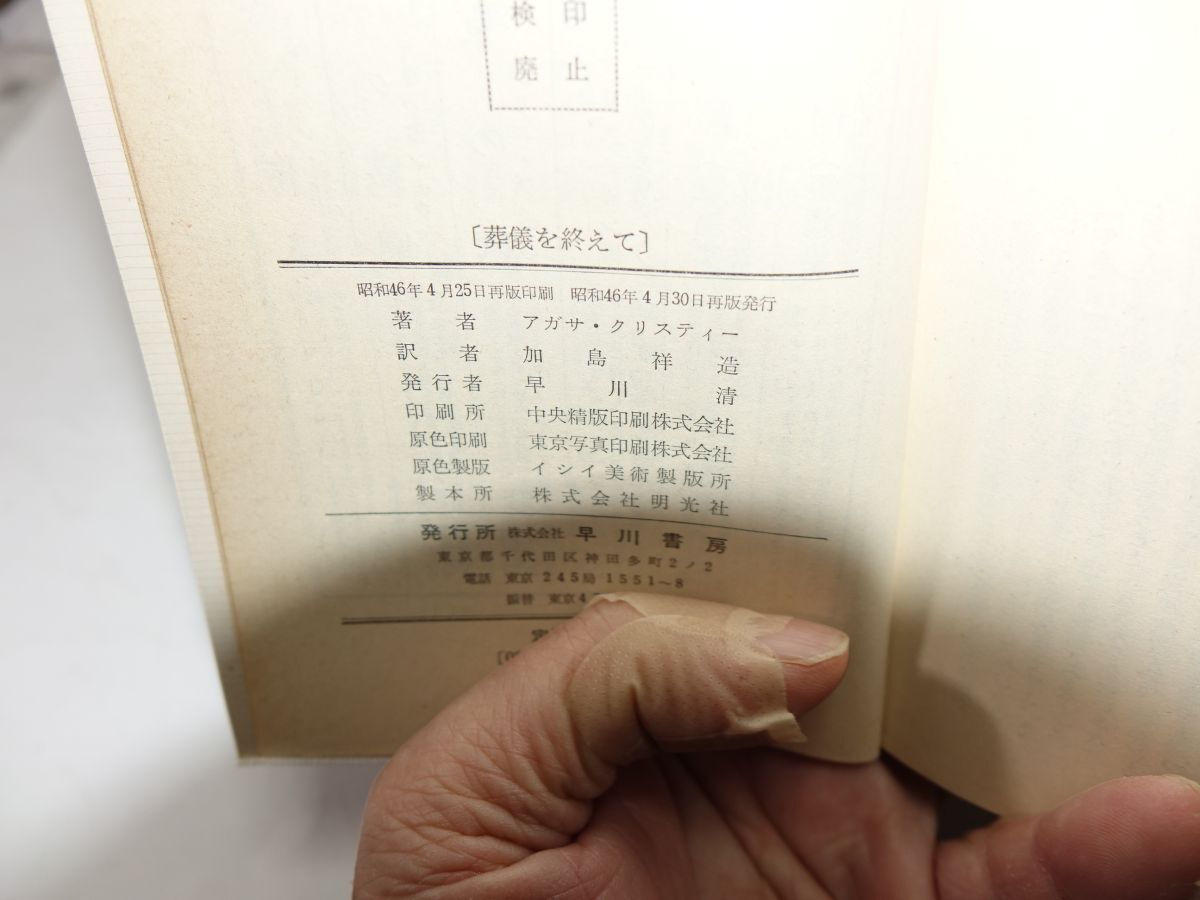 検印
廃止
〔葬儀を終えて〕
昭和46年4月25日再版印刷 昭和46年4月30日再版発行
著者 アガサ・クリスティー
訳者 加島祥造
発行者 早川清
印刷所 中央精版印刷株式会社
原色印刷 東京写真印刷株式会社
原色製版 イシイ美術製版所
製本所 株式会社明光社
発行所 株式会社 早川書房
東京都千代田区神田多町2ノ2
電話 東京 245局 1551〜8
振替 東京4